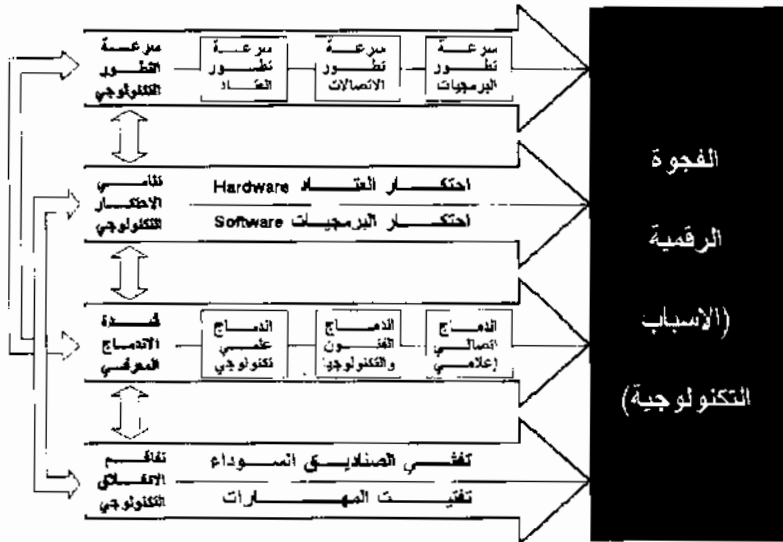 سرعة
التطور
التكنولوجي
سرعة
تطور
العتاد
سرعة
تطور
الاتصالات
سرعة
تطور
البرمجيات
تنامي
الاحتكار
التكنولوجي
احتكار العتاد Hardware
احتكار البرمجيات Software
شدة
الاندماج
المعرفي
اندماج
علمي
تكنولوجي
اندماج
الفنون
والتكنولوجيا
اندماج
اتصالي
إعلامي
تفاقم
الانغلاق
التكنولوجي
تفشي الصناديق السوداء
تفتيت المهارات
الفجوة
الرقمية
(الاسباب
التكنولوجية)